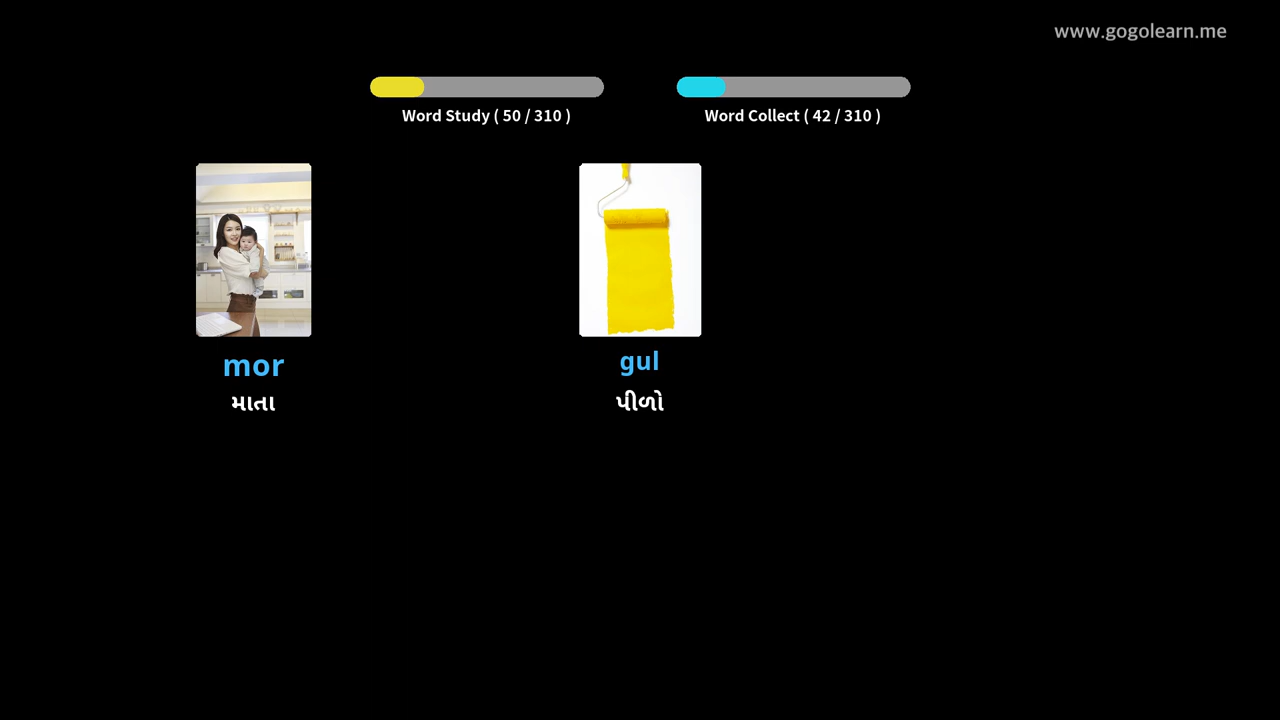 www.gogolearn.me
Word Study ( 50 / 310 )
Word Collect ( 42 / 310 )
mor
માતા
gul
પીળો